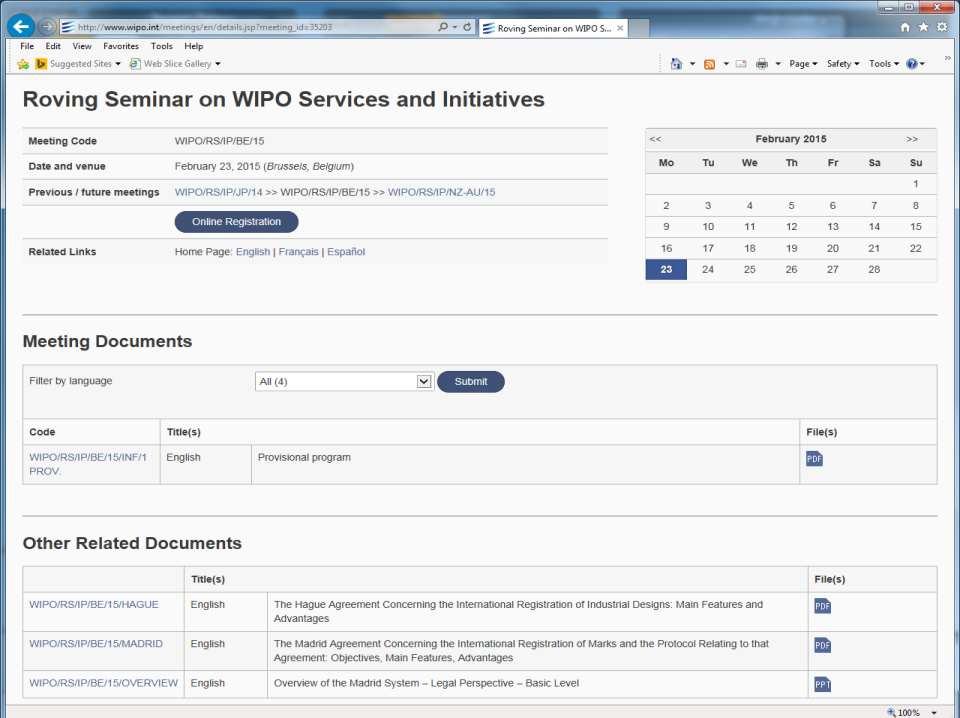 http://www.wipo.int/meetings/en/details.jsp?meeting_id=35203
Roving Seminar on WIPO S...
File Edit View Favorites Tools Help
Suggested Sites Web Slice Gallery
Page Safety Tools
Roving Seminar on WIPO Services and Initiatives
Meeting Code WIPO/RS/IP/BE/15
Date and venue February 23, 2015 (Brussels, Belgium)
Previous / future meetings WIPO/RS/IP/JP/14 >> WIPO/RS/IP/BE/15 >> WIPO/RS/IP/NZ-AU/15
Online Registration
Related Links Home Page: English | Français | Español
<< February 2015 >>
Mo Tu We Th Fr Sa Su
1
2 3 4 5 6 7 8
9 10 11 12 13 14 15
16 17 18 19 20 21 22
23 24 25 26 27 28
Meeting Documents
Filter by language All (4) Submit
Code Title(s) File(s)
WIPO/RS/IP/BE/15/INF/1 English Provisional program PDF
PROV.
Other Related Documents
Title(s) File(s)
WIPO/RS/IP/BE/15/HAGUE English The Hague Agreement Concerning the International Registration of Industrial Designs: Main Features and PDF
Advantages
WIPO/RS/IP/BE/15/MADRID English The Madrid Agreement Concerning the International Registration of Marks and the Protocol Relating to that PDF
Agreement: Objectives, Main Features, Advantages
WIPO/RS/IP/BE/15/OVERVIEW English Overview of the Madrid System – Legal Perspective – Basic Level PPT
100%